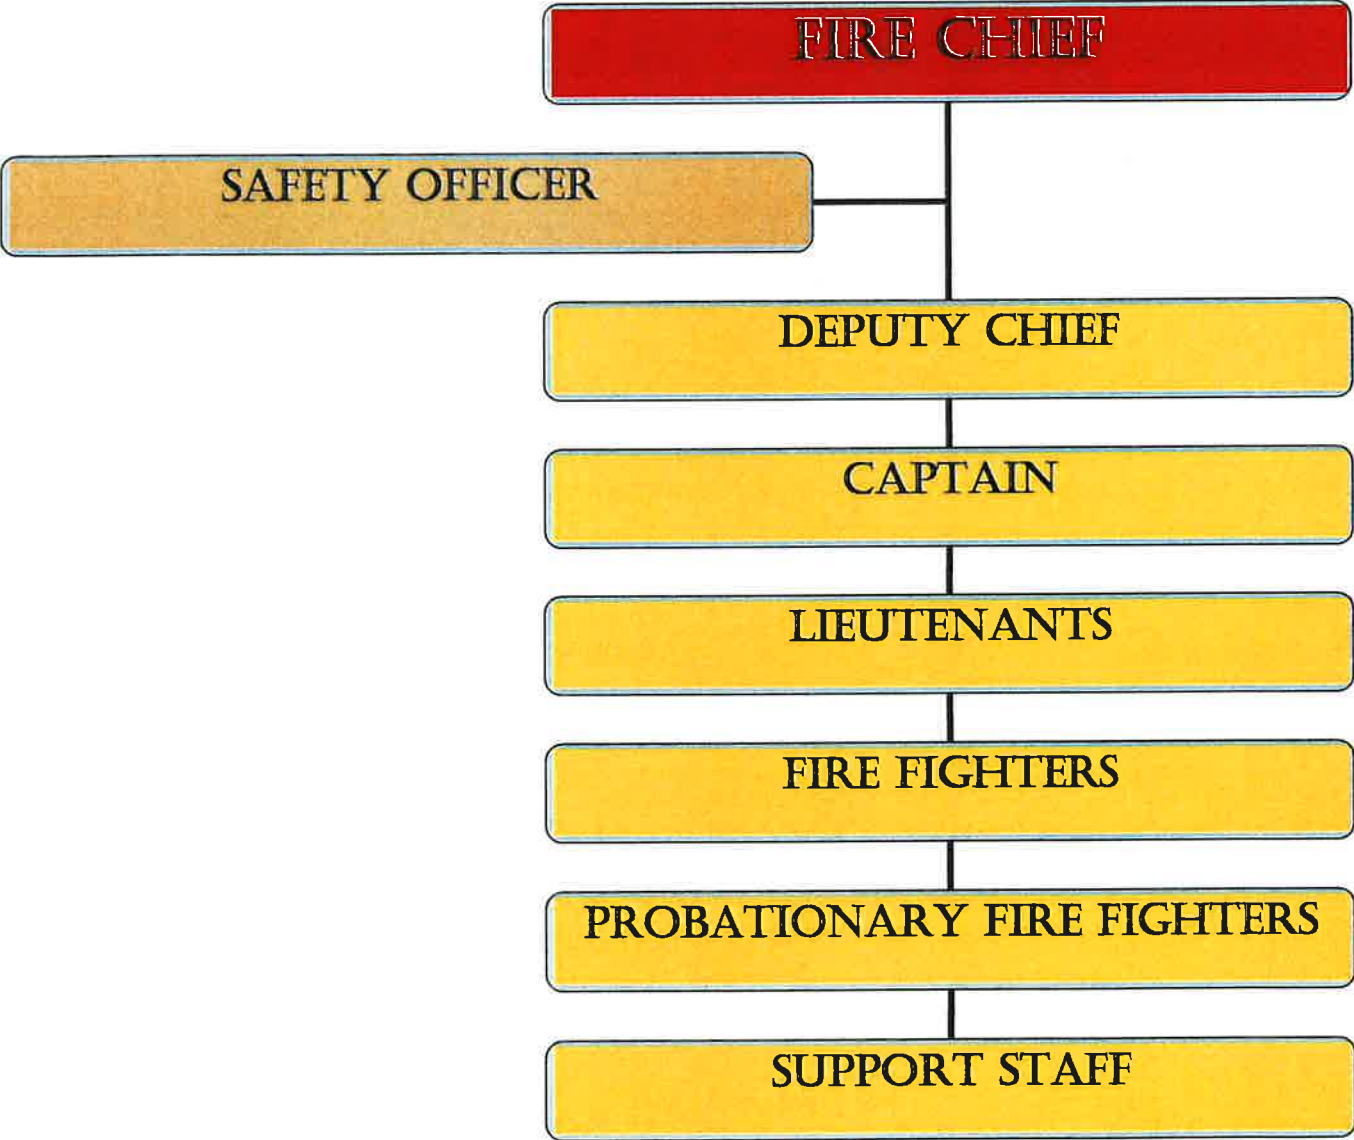 FIRE CHIEF
SAFETY OFFICER
DEPUTY CHIEF
CAPTAIN
LIEUTENANTS
FIRE FIGHTERS
PROBATIONARY FIRE FIGHTERS
SUPPORT STAFF